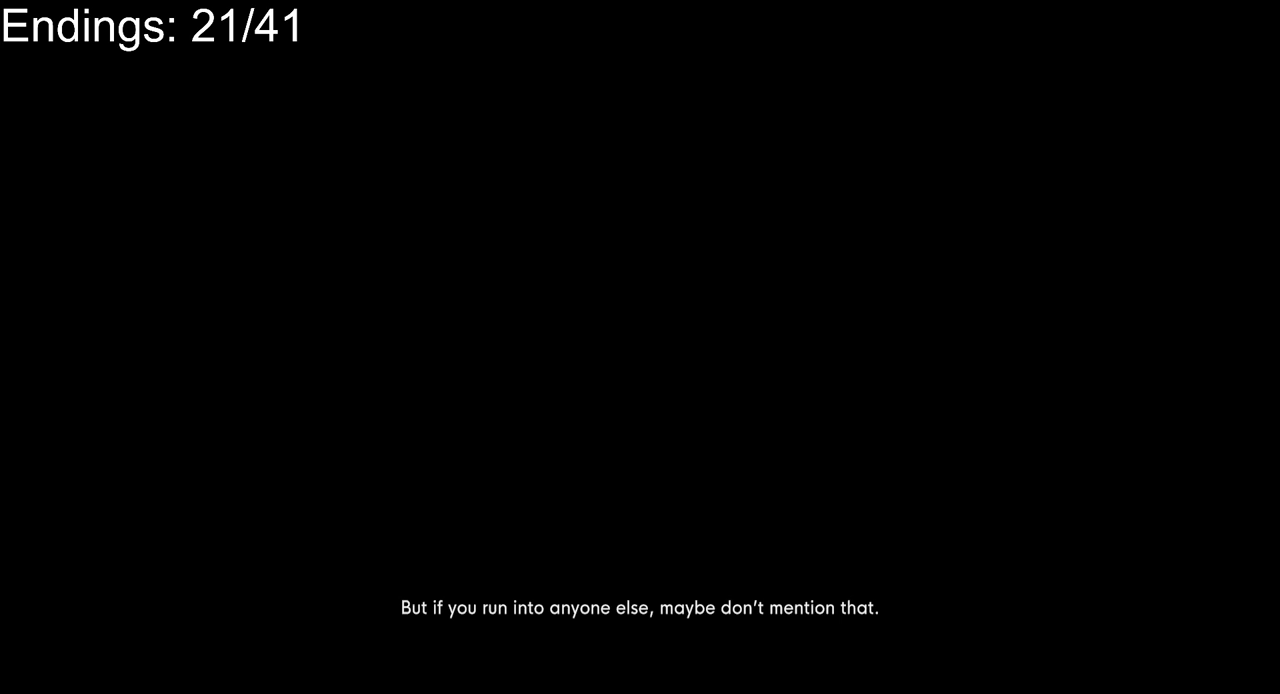 Endings: 21/41
But if you run into anyone else, maybe don't mention that.